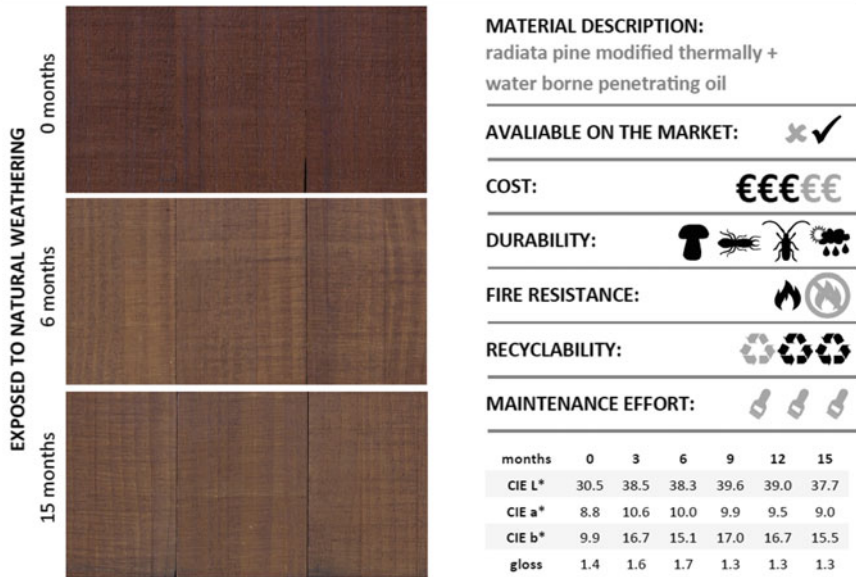 EXPOSED TO NATURAL WEATHERING
0 months
6 months
15 months
MATERIAL DESCRIPTION:
radiata pine modified thermally +
water borne penetrating oil
AVALIABLE ON THE MARKET:
COST: €€€€€
DURABILITY:
FIRE RESISTANCE:
RECYCLABILITY:
MAINTENANCE EFFORT:
months 0 3 6 9 12 15
CIE L* 30.5 38.5 38.3 39.6 39.0 37.7
CIE a* 8.8 10.6 10.0 9.9 9.5 9.0
CIE b* 9.9 16.7 15.1 17.0 16.7 15.5
gloss 1.4 1.6 1.7 1.3 1.3 1.3